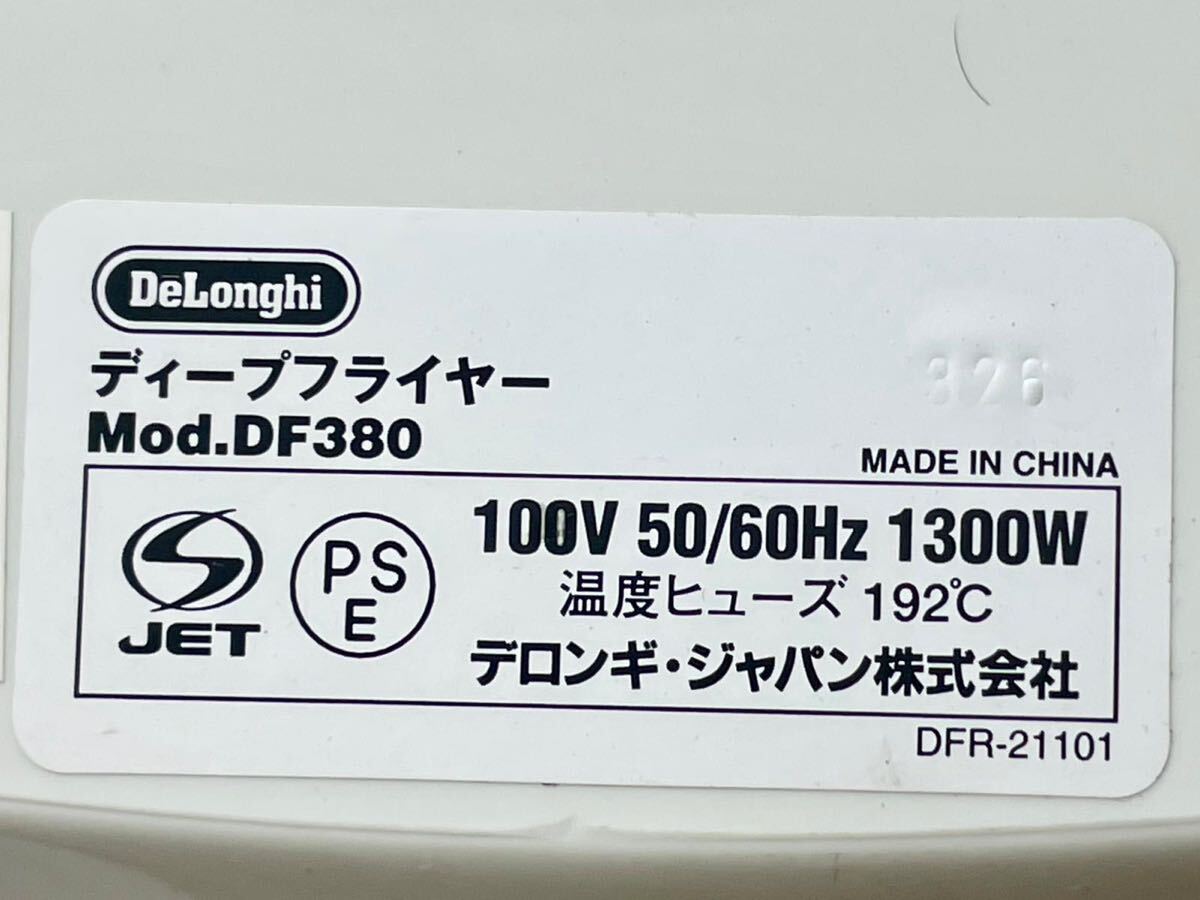 DēLonghi
ディープフライヤー
Mod.DF380
326
MADE IN CHINA
JET
PS
E
100V 50/60Hz 1300W
温度ヒューズ 192℃
デロンギ・ジャパン株式会社
DFR-21101